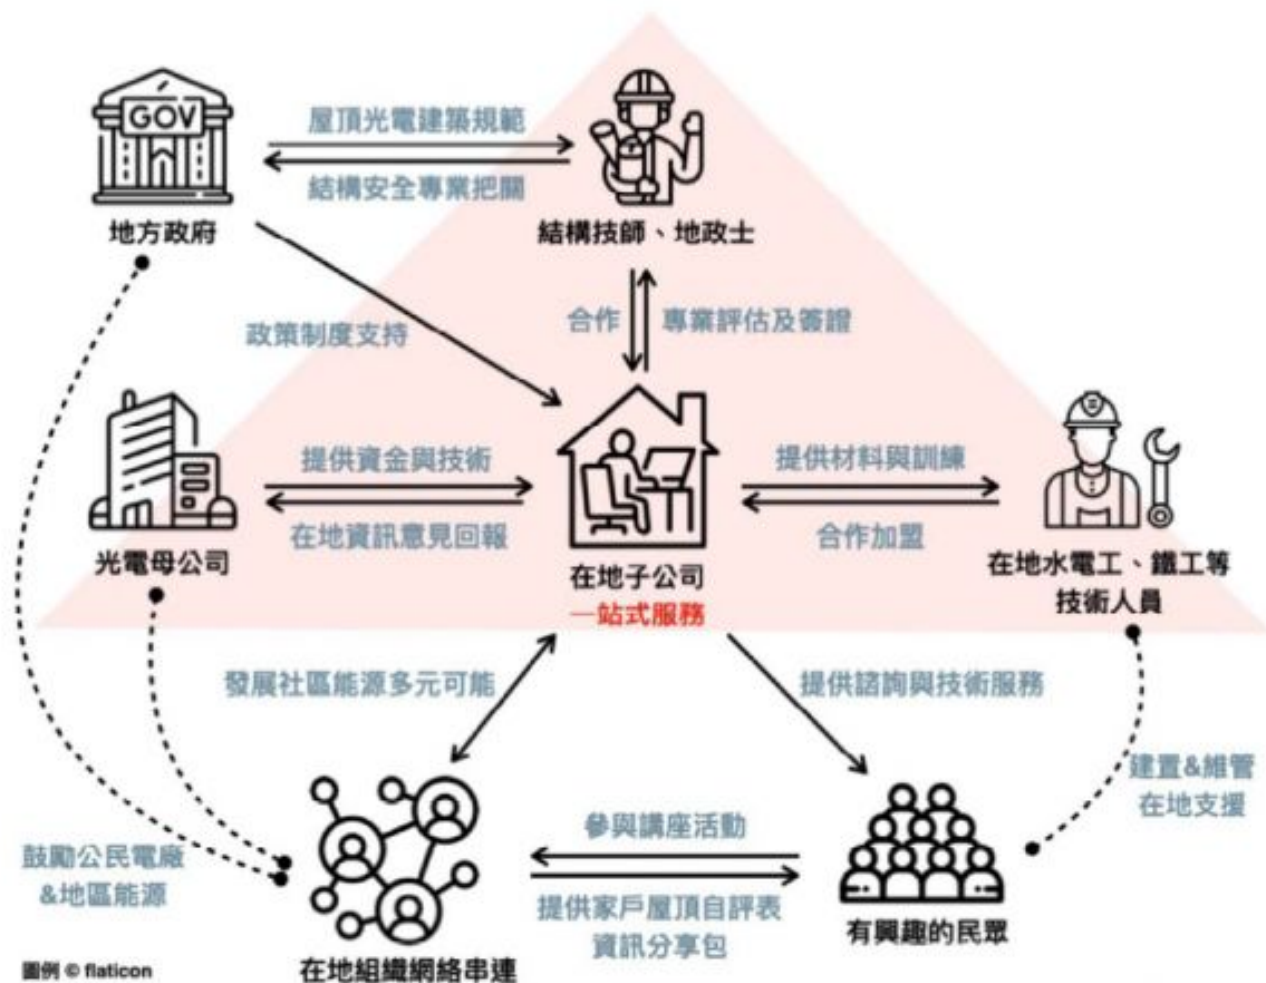 GOV
屋頂光電建築規範
結構安全專業把關
地方政府
結構技師、地政士
政策制度支持
合作
專業評估及簽證
提供資金與技術
在地資訊意見回報
光電母公司
在地子公司
一站式服務
提供材料與訓練
合作加盟
在地水電工、鐵工等
技術人員
發展社區能源多元可能
提供諮詢與技術服務
建置&維管
在地支援
鼓勵公民電廠
&地區能源
參與講座活動
提供家戶屋頂自評表
資訊分享包
有興趣的民眾
在地組織網絡串連
圖例 © flaticon